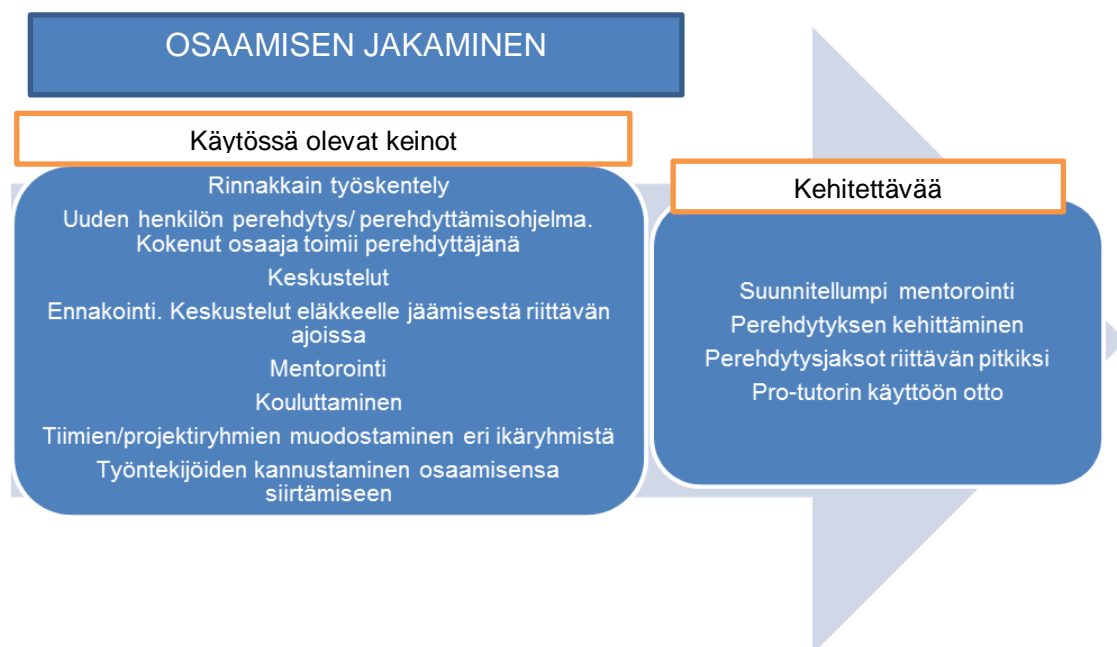 OSAAMISEN JAKAMINEN
Käytössä olevat keinot
Rinnakkain työskentely
Uuden henkilön perehdytys/ perehdyttämisohjelma.
Kokenut osaaja toimii perehdyttäjänä
Keskustelut
Ennakointi. Keskustelut eläkkeelle jäämisestä riittävän
ajoissa
Mentorointi
Kouluttaminen
Tiimien/projektiryhmien muodostaminen eri ikäryhmistä
Työntekijöiden kannustaminen osaamisensa
siirtämiseen
Kehitettävää
Suunnitellumpi mentorointi
Perehdytyksen kehittäminen
Perehdytysjaksot riittävän pitkiksi
Pro-tutorin käyttöön otto